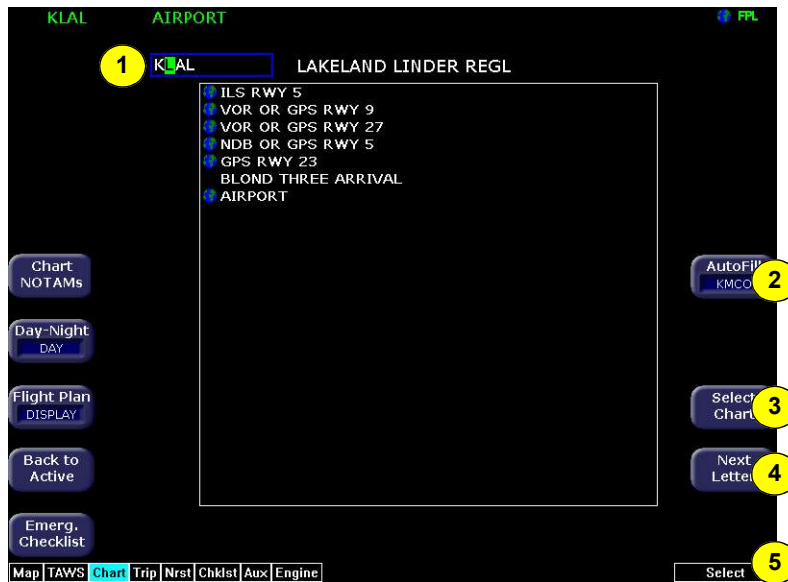 KLAL AIRPORT FPL
1 KLAL LAKELAND LINDER REGL
ILS RWY 5
VOR OR GPS RWY 9
VOR OR GPS RWY 27
NDB OR GPS RWY 5
GPS RWY 23
BLOND THREE ARRIVAL
AIRPORT
Chart
NOTAMs
AutoFill
KMCO
2
Day-Night
DAY
Flight Plan
DISPLAY
Select
Chart
3
Back to
Active
Next
Letter
4
Emerg.
Checklist
Map TAWS Chart Trip Nrst Chklst Aux Engine Select 5